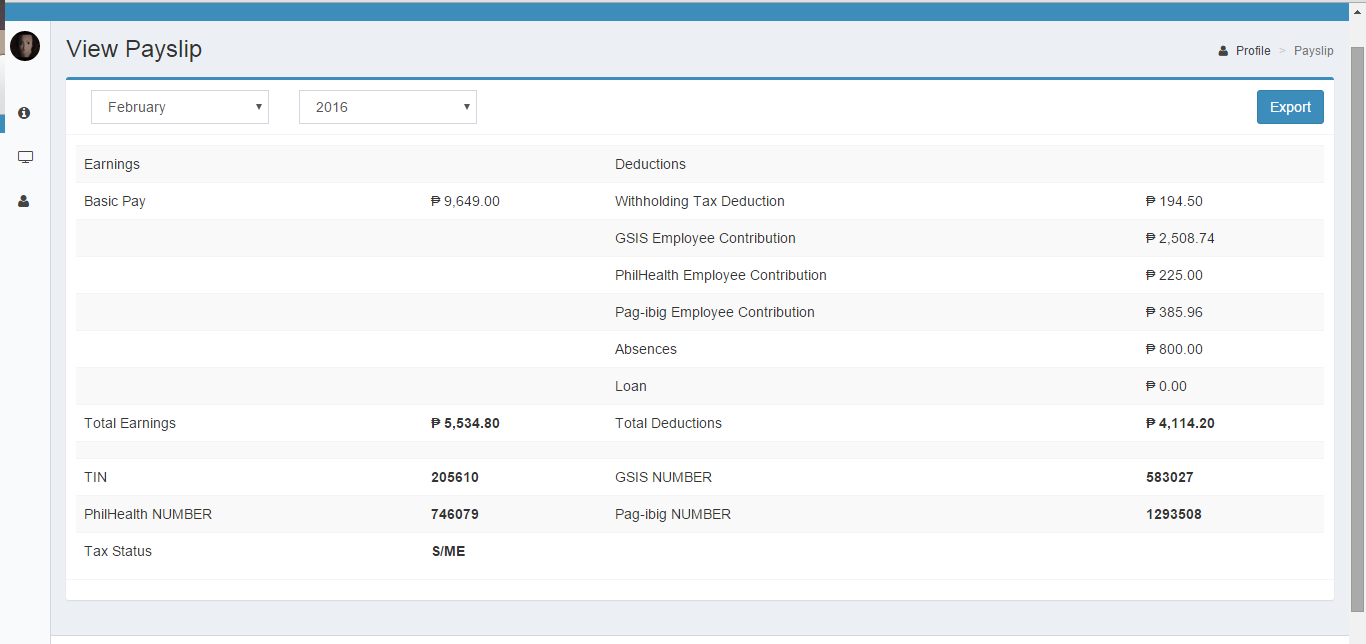 View Payslip
Profile > Payslip
February 2016 Export
Earnings Deductions
Basic Pay ₱ 9,649.00 Withholding Tax Deduction ₱ 194.50
GSIS Employee Contribution ₱ 2,508.74
PhilHealth Employee Contribution ₱ 225.00
Pag-ibig Employee Contribution ₱ 385.96
Absences ₱ 800.00
Loan ₱ 0.00
Total Earnings ₱ 5,534.80 Total Deductions ₱ 4,114.20
TIN 205610 GSIS NUMBER 583027
PhilHealth NUMBER 746079 Pag-ibig NUMBER 1293508
Tax Status S/ME